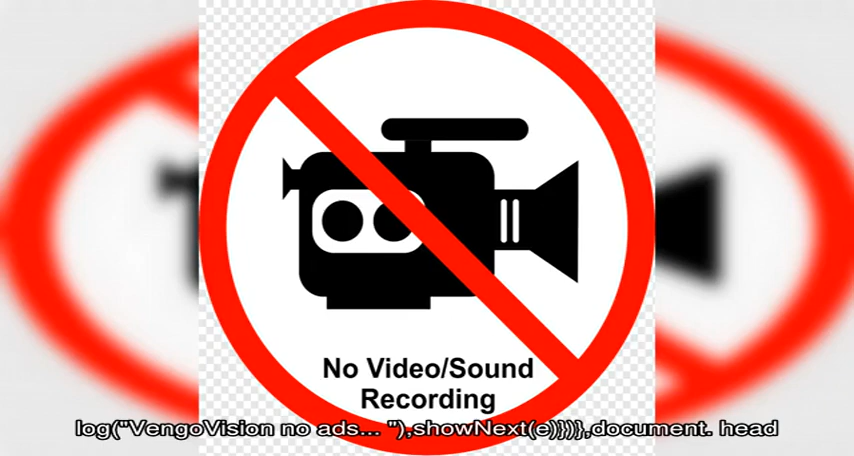 No Video/Sound
Recording
log("VengoVision no ads... "),showNext(e)})}),document. head